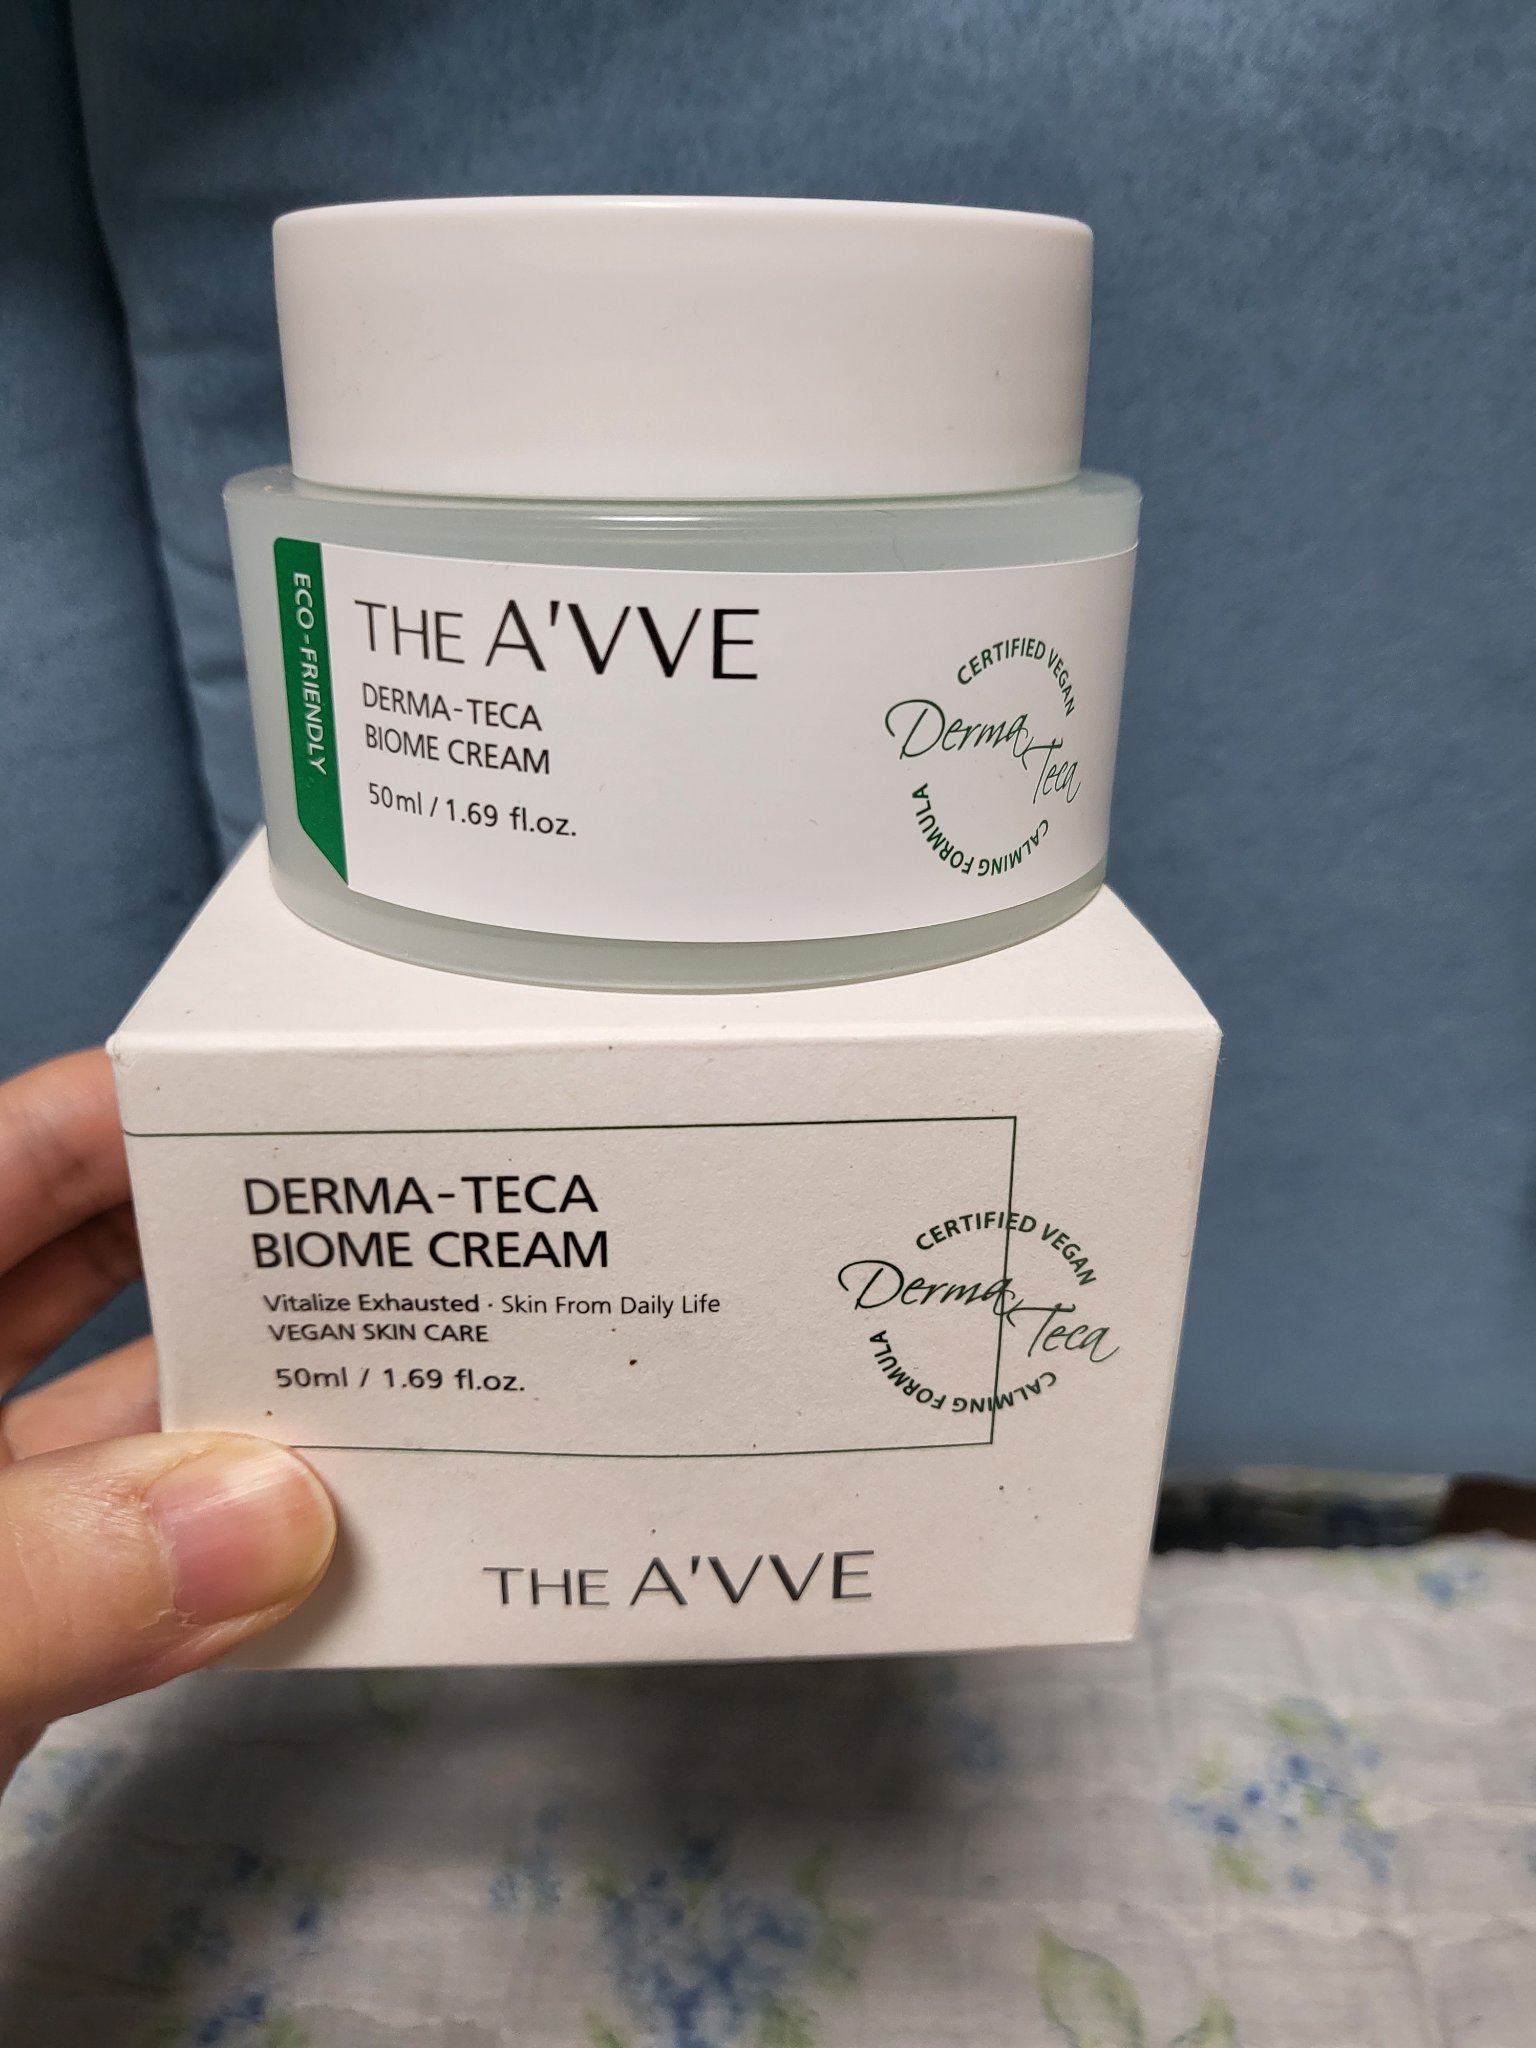 ECO-FRIENDLY
THE A'VVE
DERMA-TECA
BIOME CREAM
50ml / 1.69 fl.oz.
CERTIFIED VEGAN
Derma Teca
CALMING FORMULA
DERMA-TECA
BIOME CREAM
Vitalize Exhausted · Skin From Daily Life
VEGAN SKIN CARE
50ml / 1.69 fl.oz.
CERTIFIED VEGAN
Derma Teca
CALMING FORMULA
THE A'VVE